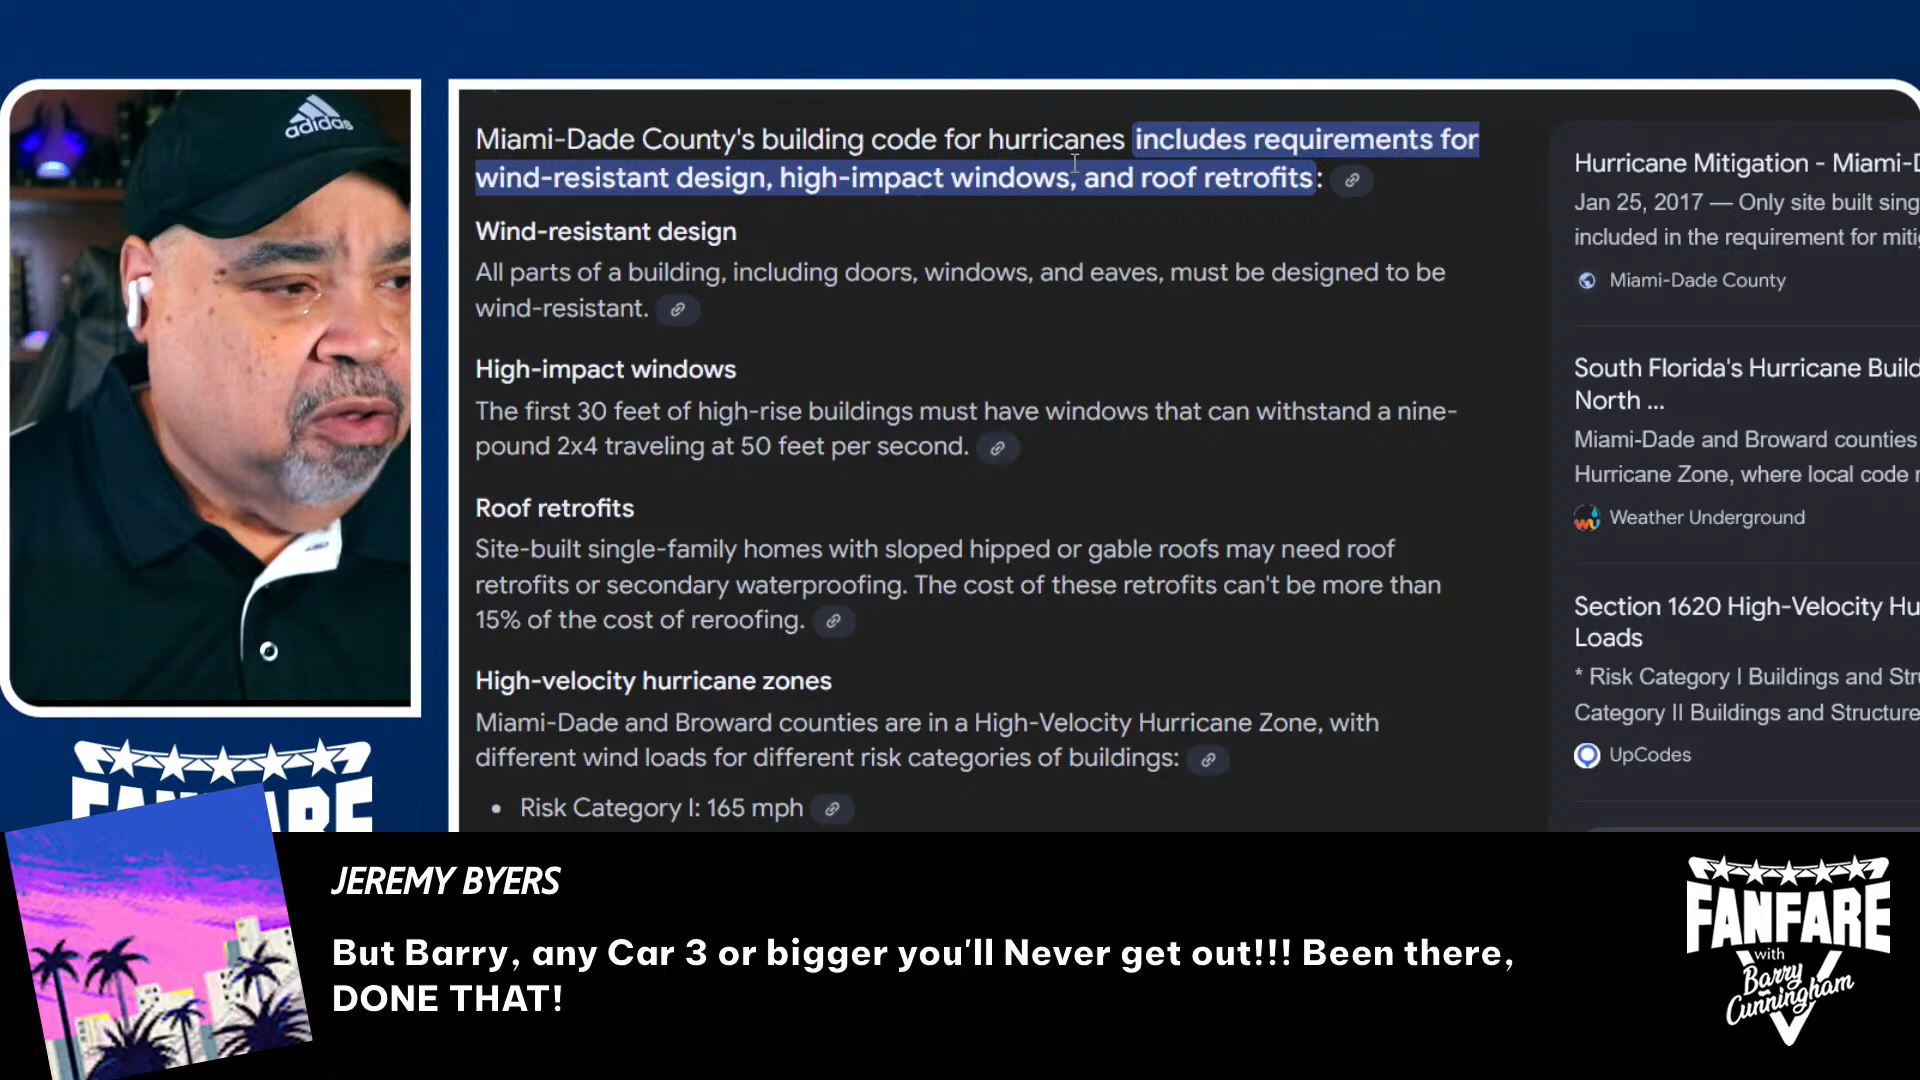 adidas
Miami-Dade County's building code for hurricanes includes requirements for
wind-resistant design, high-impact windows, and roof retrofits:
Wind-resistant design
All parts of a building, including doors, windows, and eaves, must be designed to be
wind-resistant.
High-impact windows
The first 30 feet of high-rise buildings must have windows that can withstand a nine-
pound 2x4 traveling at 50 feet per second.
Roof retrofits
Site-built single-family homes with sloped hipped or gable roofs may need roof
retrofits or secondary waterproofing. The cost of these retrofits can't be more than
15% of the cost of reroofing.
High-velocity hurricane zones
Miami-Dade and Broward counties are in a High-Velocity Hurricane Zone, with
different wind loads for different risk categories of buildings:
• Risk Category I: 165 mph
Hurricane Mitigation - Miami-D
Jan 25, 2017 — Only site built sing
included in the requirement for mitig
Miami-Dade County
South Florida's Hurricane Build
North ...
Miami-Dade and Broward counties
Hurricane Zone, where local code r
Weather Underground
Section 1620 High-Velocity Hu
Loads
* Risk Category I Buildings and Stru
Category II Buildings and Structure
UpCodes
FANFARE
JEREMY BYERS
But Barry, any Car 3 or bigger you'll Never get out!!! Been there,
DONE THAT!
FANFARE
with
Barry
Cunningham